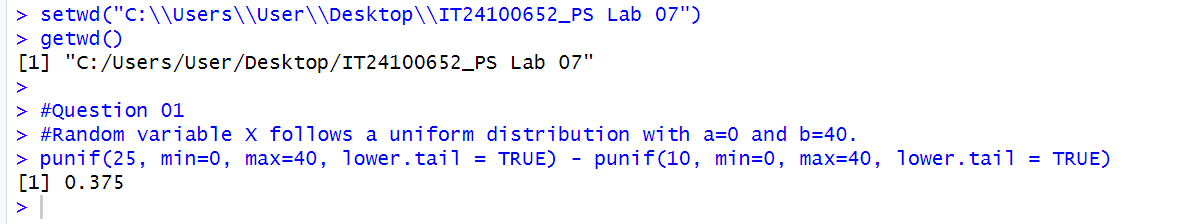 > setwd("C:\\Users\\User\\Desktop\\IT24100652_PS Lab 07")
> getwd()
[1] "C:/Users/User/Desktop/IT24100652_PS Lab 07"
>
> #Question 01
> #Random variable X follows a uniform distribution with a=0 and b=40.
> punif(25, min=0, max=40, lower.tail = TRUE) - punif(10, min=0, max=40, lower.tail = TRUE)
[1] 0.375
>